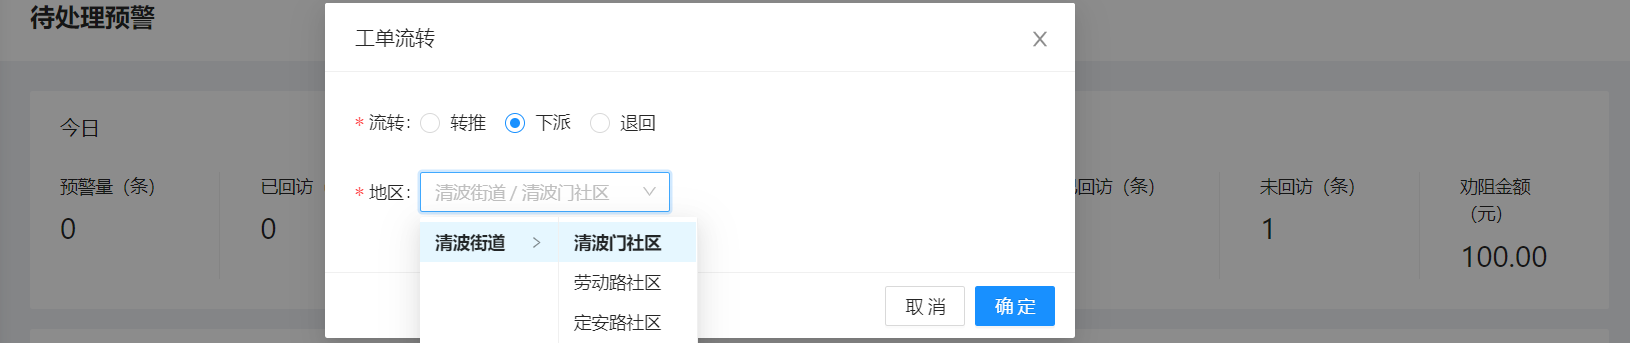 待处理预警
工单流转
* 流转: 转推 下派 退回
今日
预警量（条）
0
已回访
0
* 地区: 清波街道 / 清波门社区
清波街道 > 清波门社区
劳动路社区
定安路社区
回访（条）
未回访（条）
1
劝阻金额
（元）
100.00
取 消
确 定